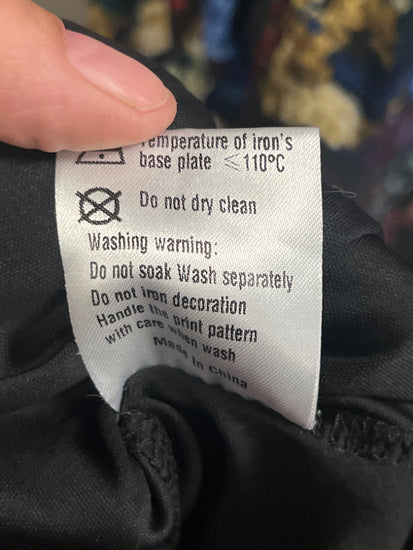 Temperature of iron's
base plate ≤110°C
Do not dry clean
Washing warning:
Do not soak Wash separately
Do not iron decoration
Handle the print pattern
with care when wash
Made in China